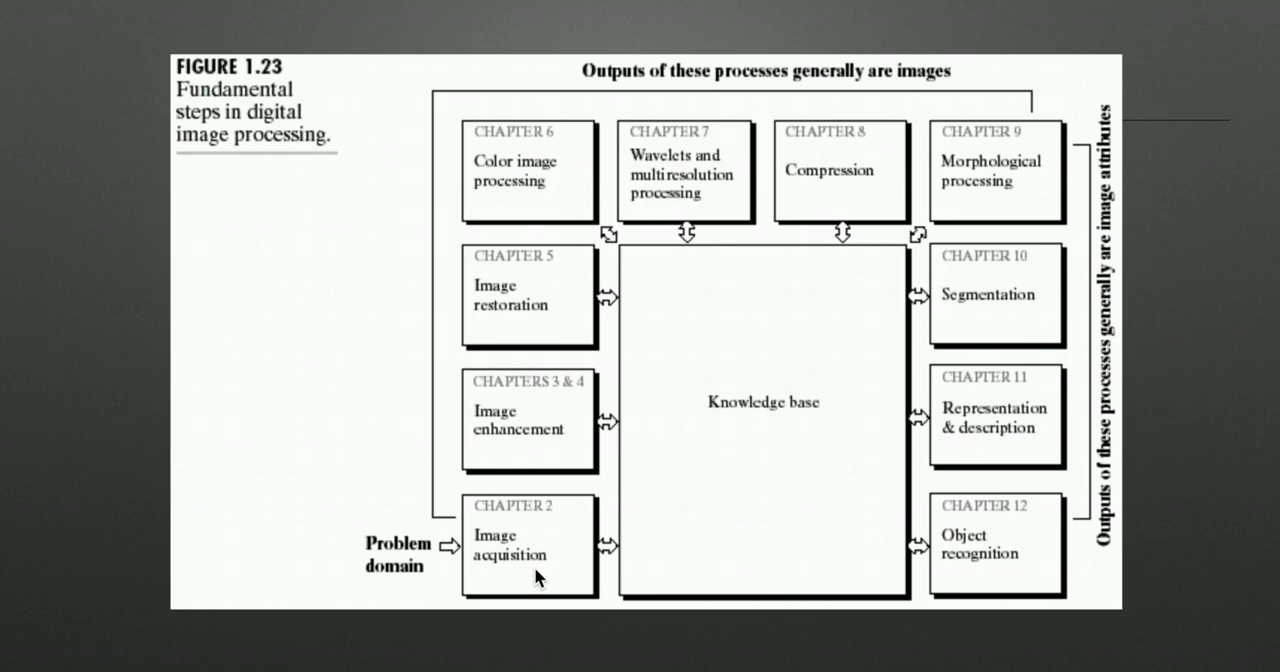 FIGURE 1.23
Fundamental
steps in digital
image processing.
Outputs of these processes generally are images
CHAPTER 6
Color image
processing
CHAPTER 7
Wavelets and
multiresolution
processing
CHAPTER 8
Compression
CHAPTER 9
Morphological
processing
CHAPTER 5
Image
restoration
CHAPTERS 3 & 4
Image
enhancement
CHAPTER 2
Image
acquisition
Problem
domain
Knowledge base
CHAPTER 10
Segmentation
CHAPTER 11
Representation
& description
CHAPTER 12
Object
recognition
Outputs of these processes generally are image attributes